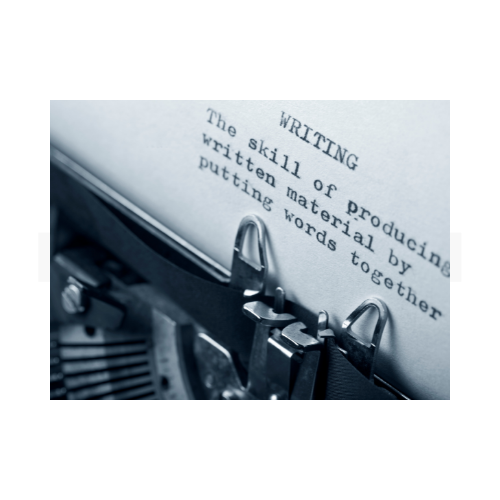 WRITING
The skill of producing
written material by
putting words together